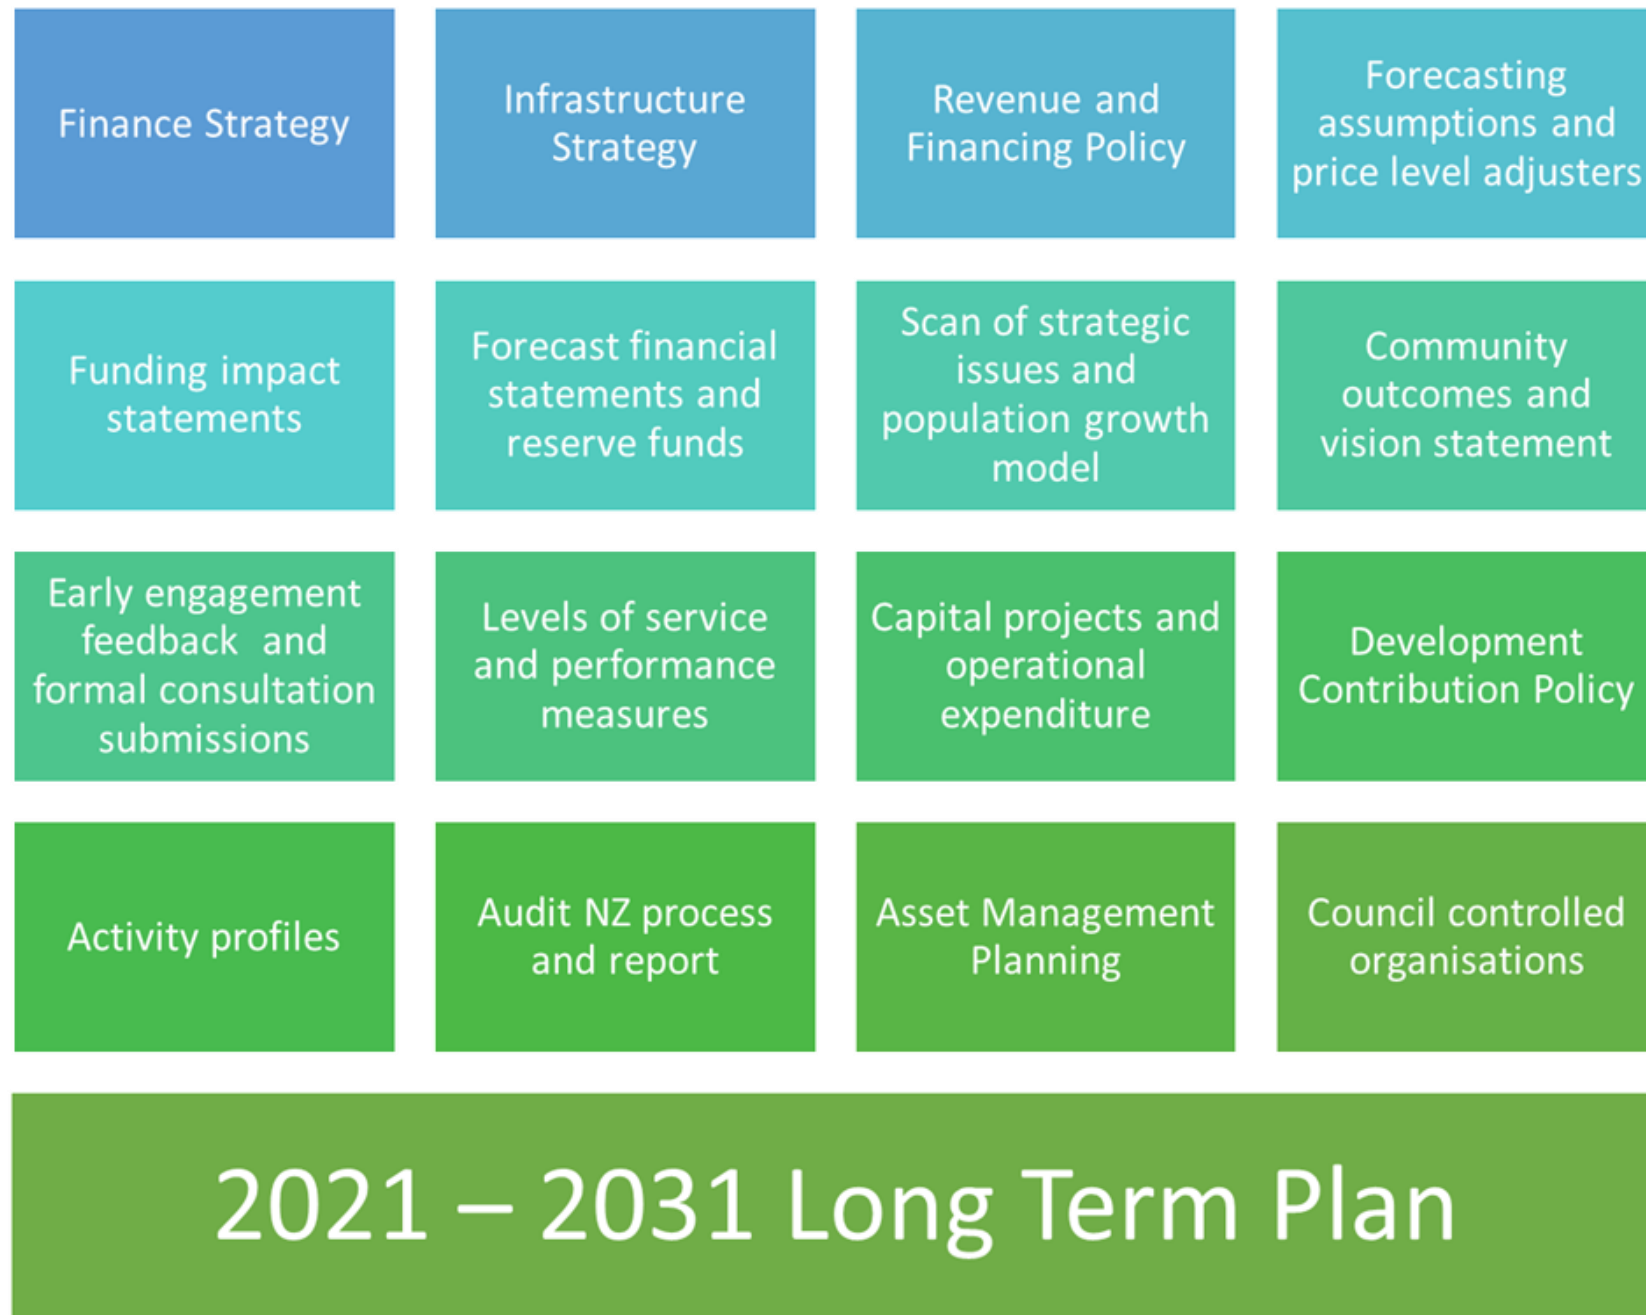 Finance Strategy
Infrastructure
Strategy
Revenue and
Financing Policy
Forecasting
assumptions and
price level adjusters
Funding impact
statements
Forecast financial
statements and
reserve funds
Scan of strategic
issues and
population growth
model
Community
outcomes and
vision statement
Early engagement
feedback  and
formal consultation
submissions
Levels of service
and performance
measures
Capital projects and
operational
expenditure
Development
Contribution Policy
Activity profiles
Audit NZ process
and report
Asset Management
Planning
Council controlled
organisations
2021 – 2031 Long Term Plan